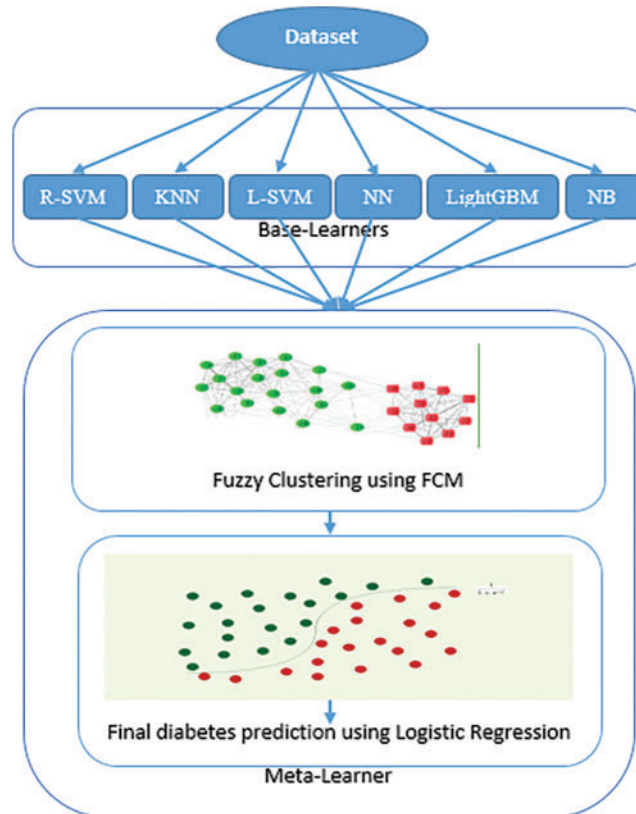 Dataset
R-SVM KNN L-SVM NN LightGBM NB
Base-Learners
Fuzzy Clustering using FCM
Final diabetes prediction using Logistic Regression
Meta-Learner